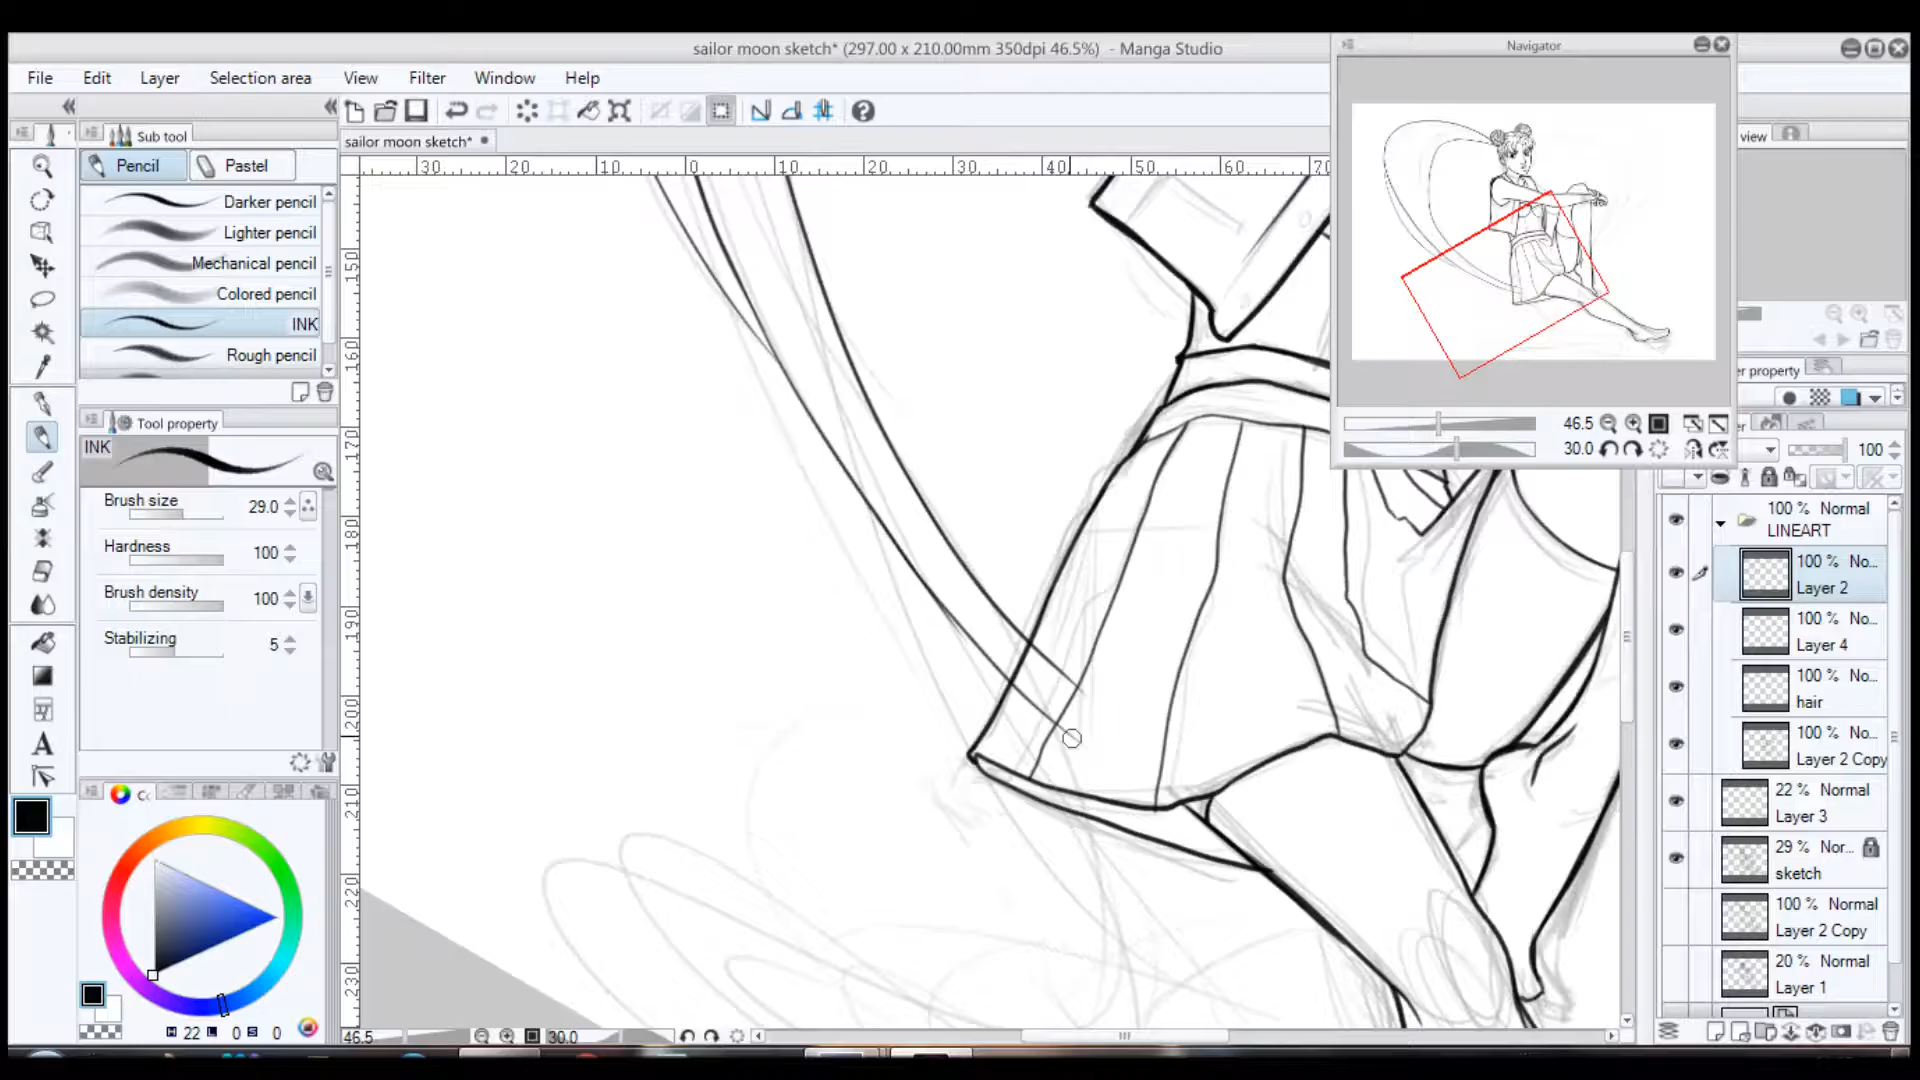 sailor moon sketch* (297.00 x 210.00mm 350dpi 46.5%) - Manga Studio
Navigator
File Edit Layer Selection area View Filter Window Help
Sub tool
sailor moon sketch*
view
Pencil Pastel
30 20 10 0 10 20 30 40 50 60 70
Darker pencil
Lighter pencil
Mechanical pencil
Colored pencil
INK
Rough pencil
150
160
170
180
190
200
210
220
230
er property
Tool property
INK
46.5
30.0
er
100
Brush size 29.0
Hardness 100
Brush density 100
Stabilizing 5
100 % Normal
LINEART
100 % No...
Layer 2
100 % No...
Layer 4
100 % No...
hair
100 % No...
Layer 2 Copy
22 % Normal
Layer 3
29 % Nor...
sketch
100 % Normal
Layer 2 Copy
20 % Normal
Layer 1
A
Cc
H 22 L 0 S 0
46.5 30.0